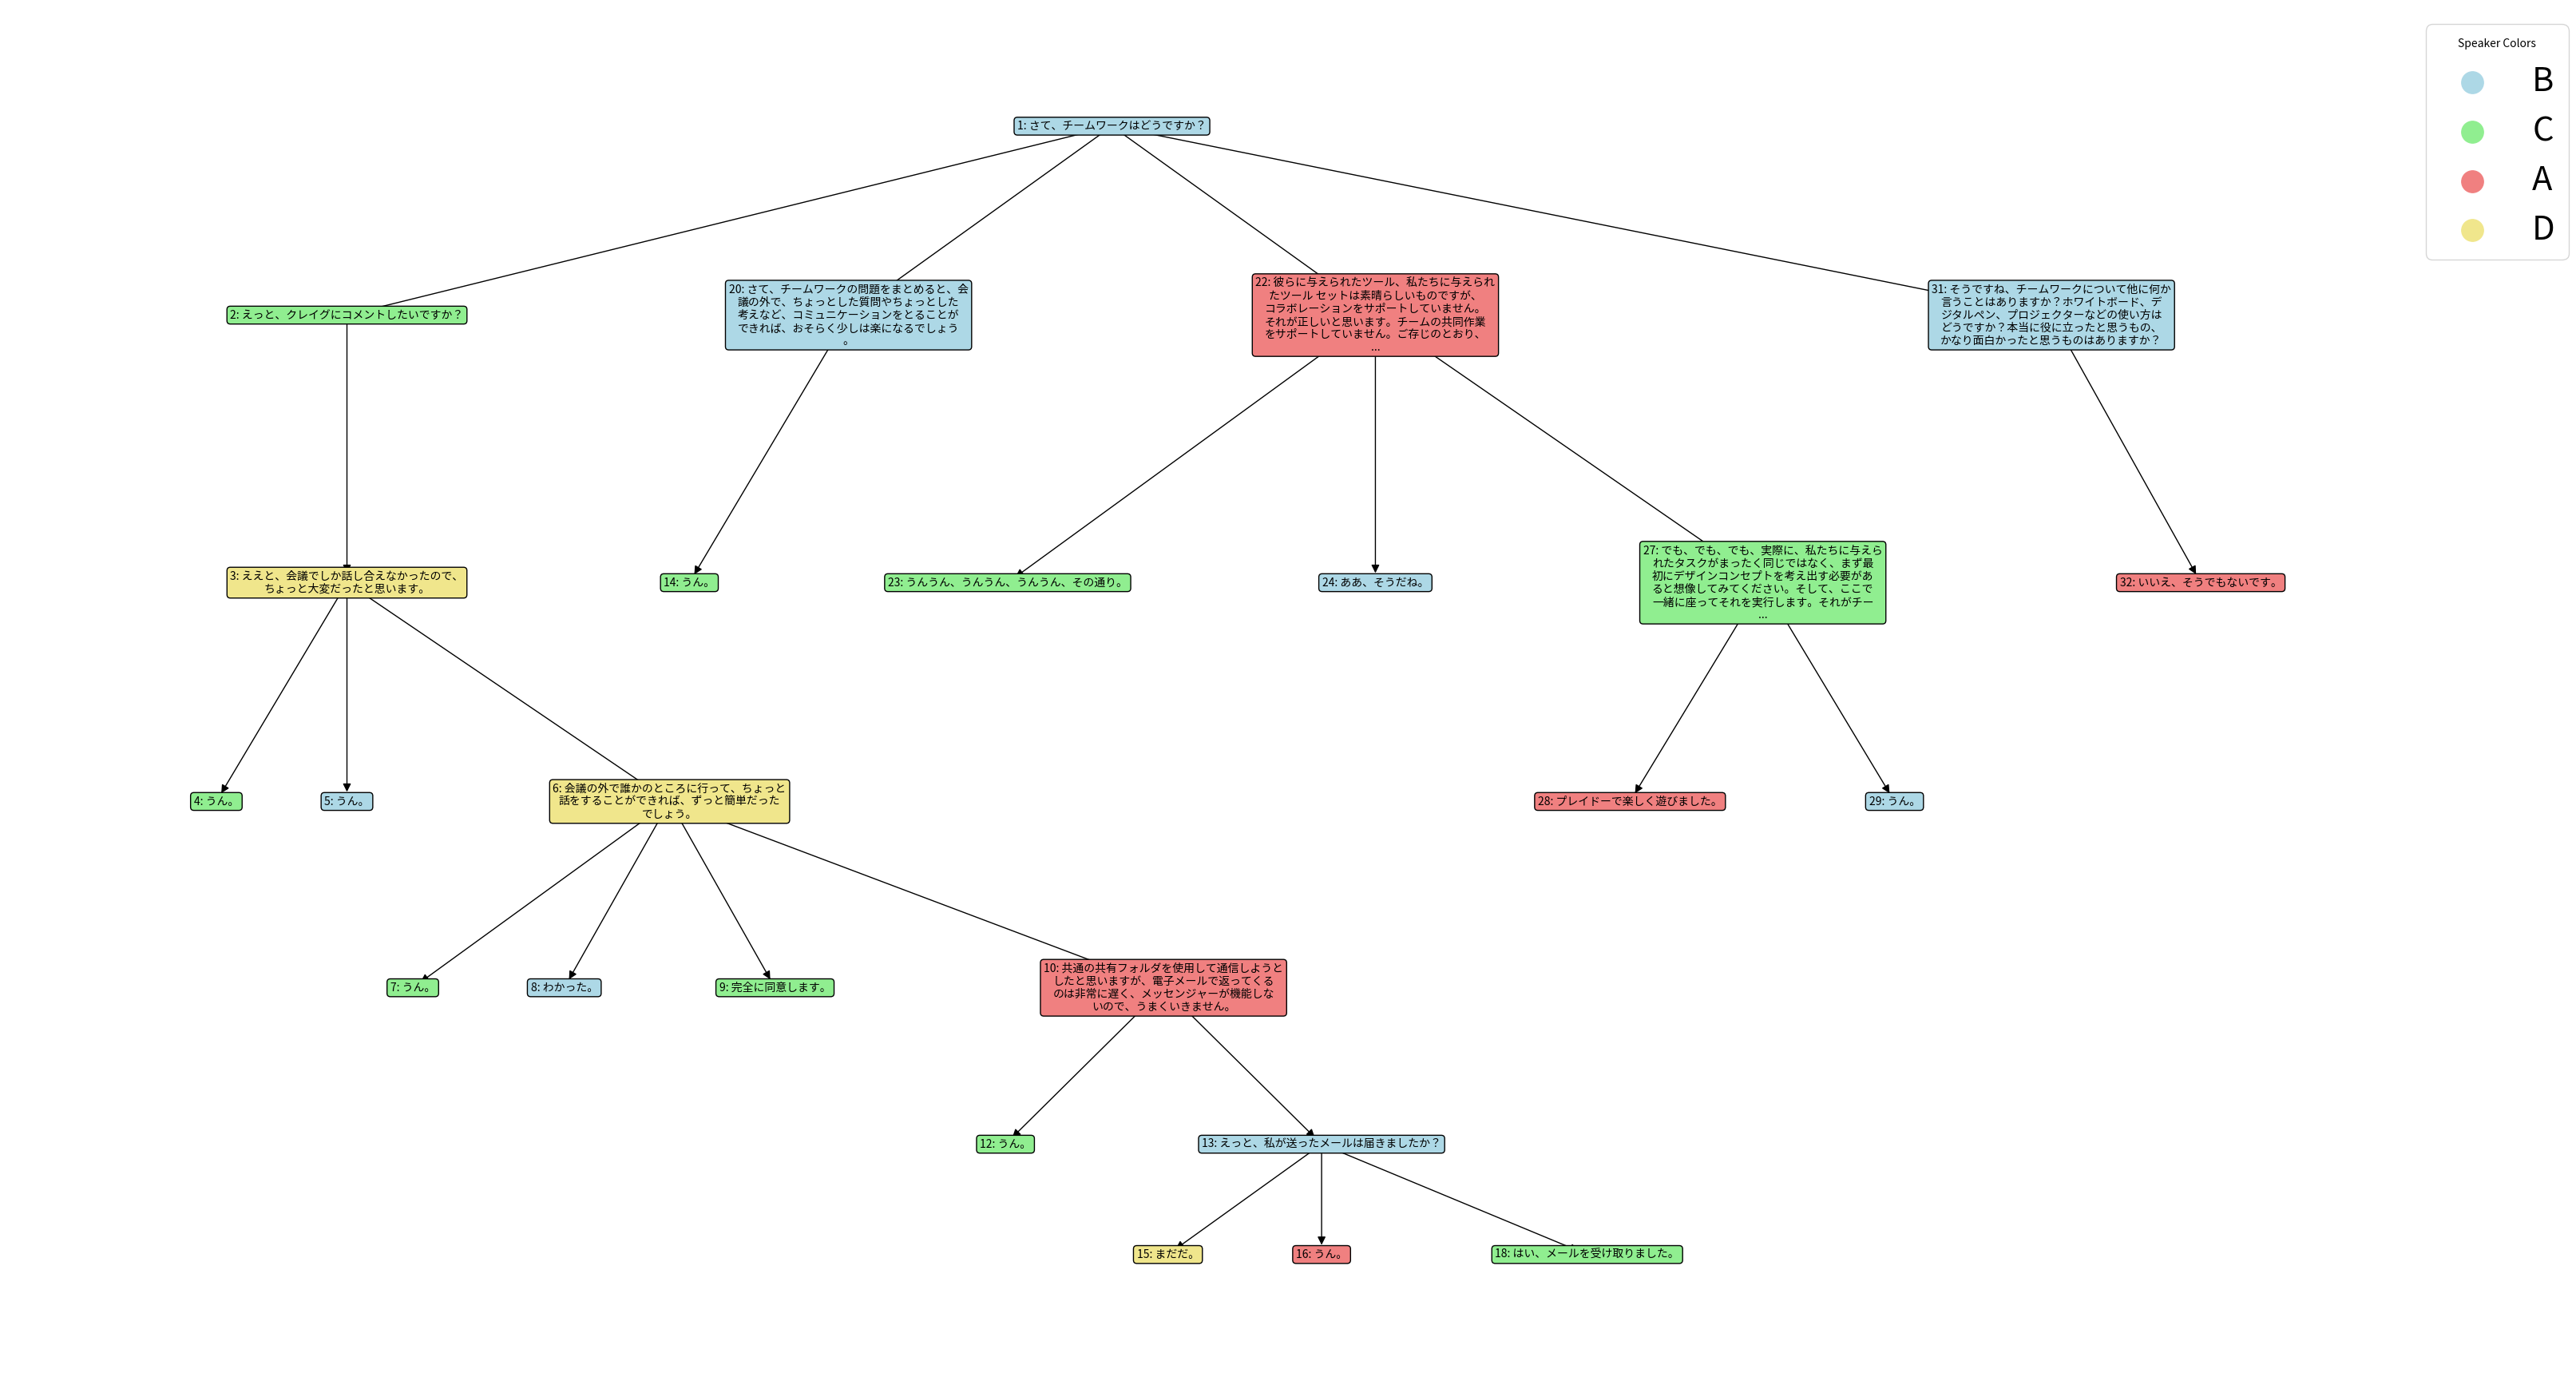 Speaker Colors
B
C
A
D
1: さて、チームワークはどうですか？
2: えっと、クレイグにコメントしたいですか？
20: さて、チームワークの問題をまとめると、会
議の外で、ちょっとした質問やちょっとした
考えなど、コミュニケーションをとることが
できれば、おそらく少しは楽になるでしょう
。
22: 彼らに与えられたツール、私たちに与えられ
たツール セットは素晴らしいものですが、
コラボレーションをサポートしていません。
それが正しいと思います。チームの共同作業
をサポートしていません。ご存じのとおり、
...
31: そうですね、チームワークについて他に何か
言うことはありますか？ホワイトボード、デ
ジタルペン、プロジェクターなどの使い方は
どうですか？本当に役に立ったと思うもの、
かなり面白かったと思うものはありますか？
3: ええと、会議でしか話し合えなかったので、
ちょっと大変だったと思います。
14: うん。
23: うんうん、うんうん、うんうん、その通り。
24: ああ、そうだね。
27: でも、でも、でも、実際に、私たちに与えら
れたタスクがまったく同じではなく、まず最
初にデザインコンセプトを考え出す必要があ
ると想像してみてください。そして、ここで
一緒に座ってそれを実行します。それがチー
...
32: いいえ、そうでもないです。
4: うん。
5: うん。
6: 会議の外で誰かのところに行って、ちょっと
話をすることができれば、ずっと簡単だった
でしょう。
28: プレイドーで楽しく遊びました。
29: うん。
7: うん。
8: わかった。
9: 完全に同意します。
10: 共通の共有フォルダを使用して通信しようと
したと思いますが、電子メールで返ってくる
のは非常に遅く、メッセンジャーが機能しな
いので、うまくいきません。
12: うん。
13: えっと、私が送ったメールは届きましたか？
15: まだだ。
16: うん。
18: はい、メールを受け取りました。